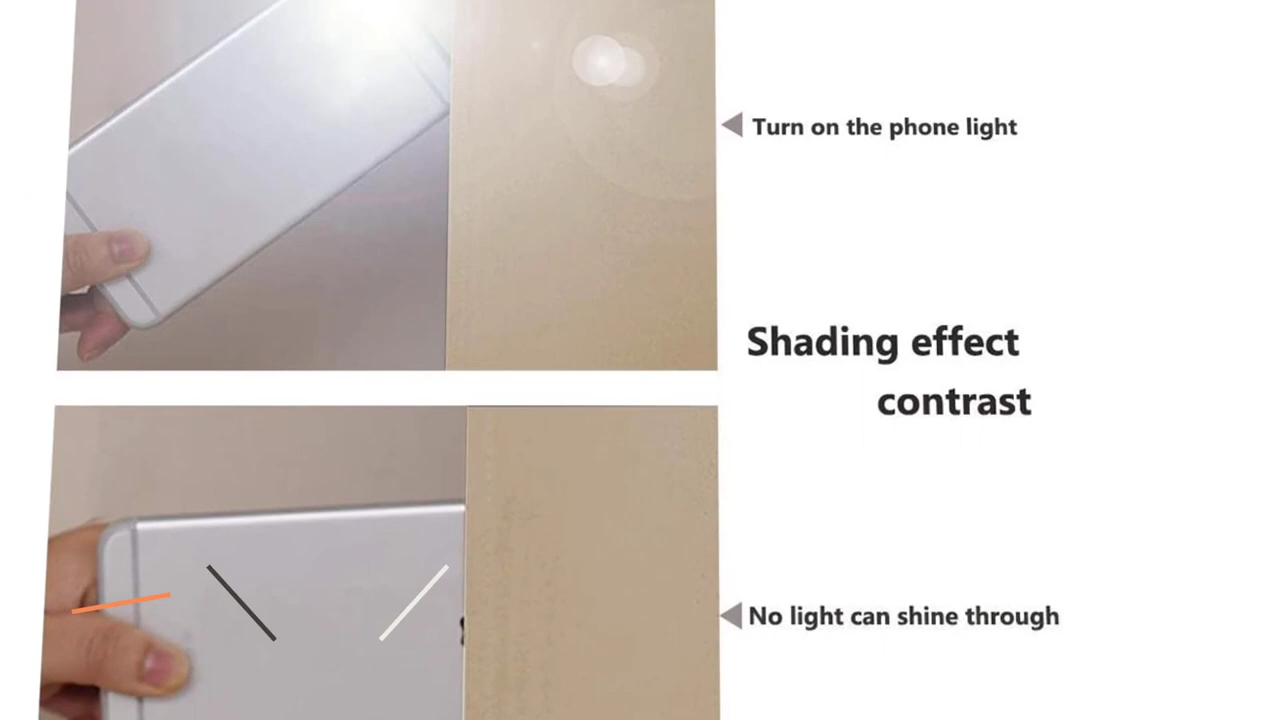 Turn on the phone light
Shading effect
contrast
No light can shine through